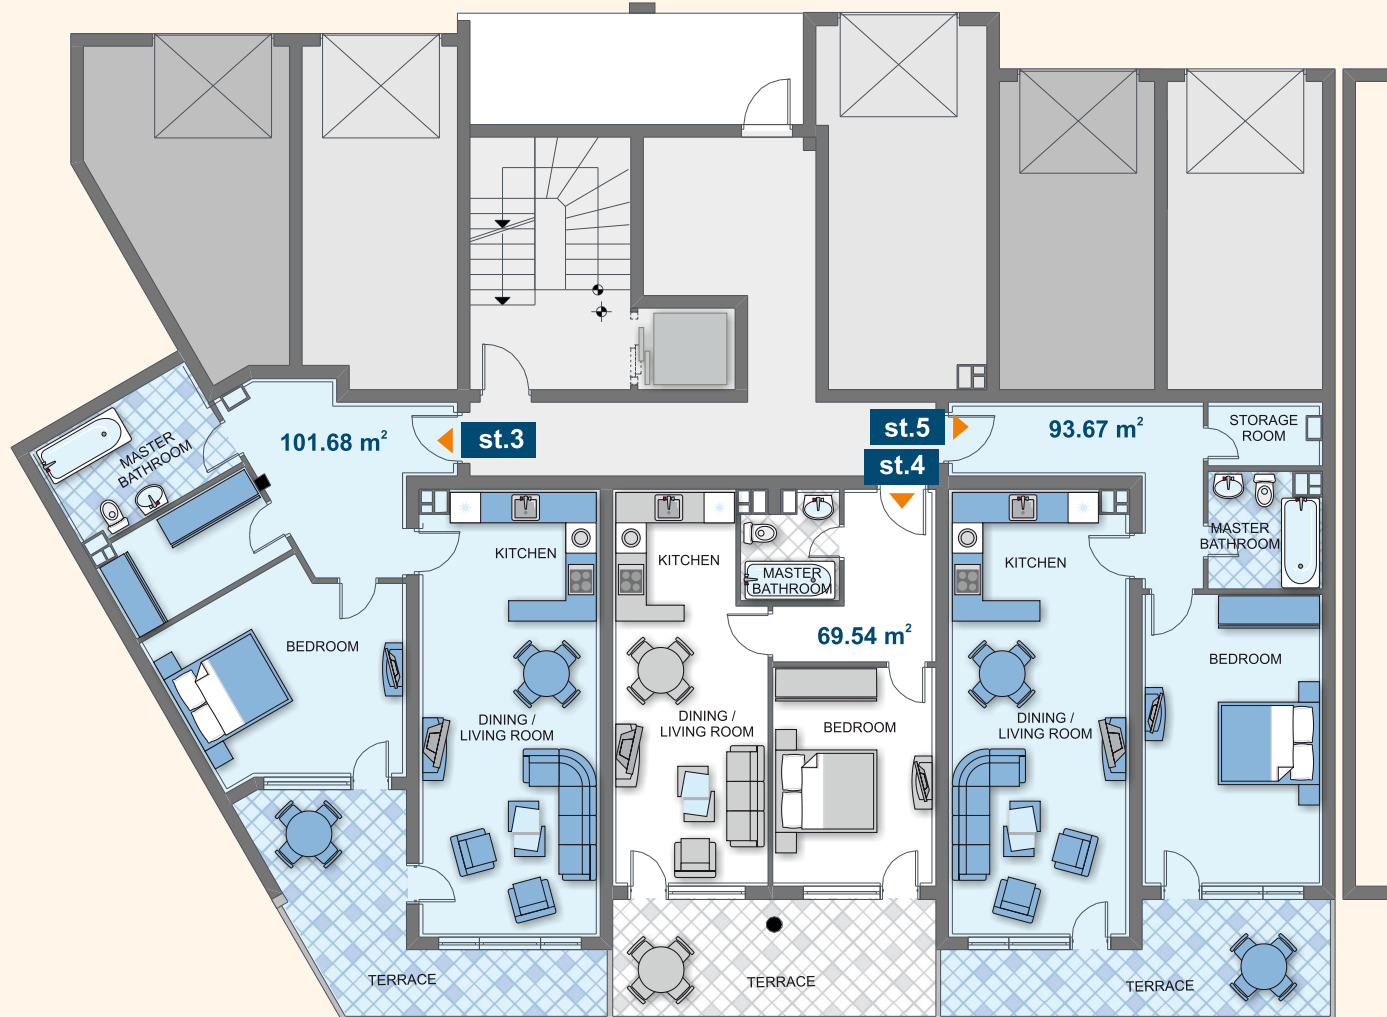 st.5
93.67 m²
STORAGE
ROOM
101.68 m²
st.3
st.4
MASTER
BATHROOM
MASTER
BATHROOM
KITCHEN
KITCHEN
KITCHEN
MASTER
BATHROOM
69.54 m²
BEDROOM
BEDROOM
DINING /
LIVING ROOM
DINING /
LIVING ROOM
BEDROOM
DINING /
LIVING ROOM
TERRACE
TERRACE
TERRACE